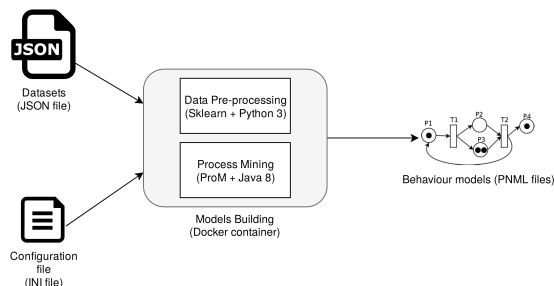 JSON
Datasets
(JSON file)
Data Pre-processing
(Sklearn + Python 3)
Process Mining
(ProM + Java 8)
Models Building
(Docker container)
P1
T1
P2
P3
T2
P4
Behaviour models (PNML files)
Configuration
file
(INI file)